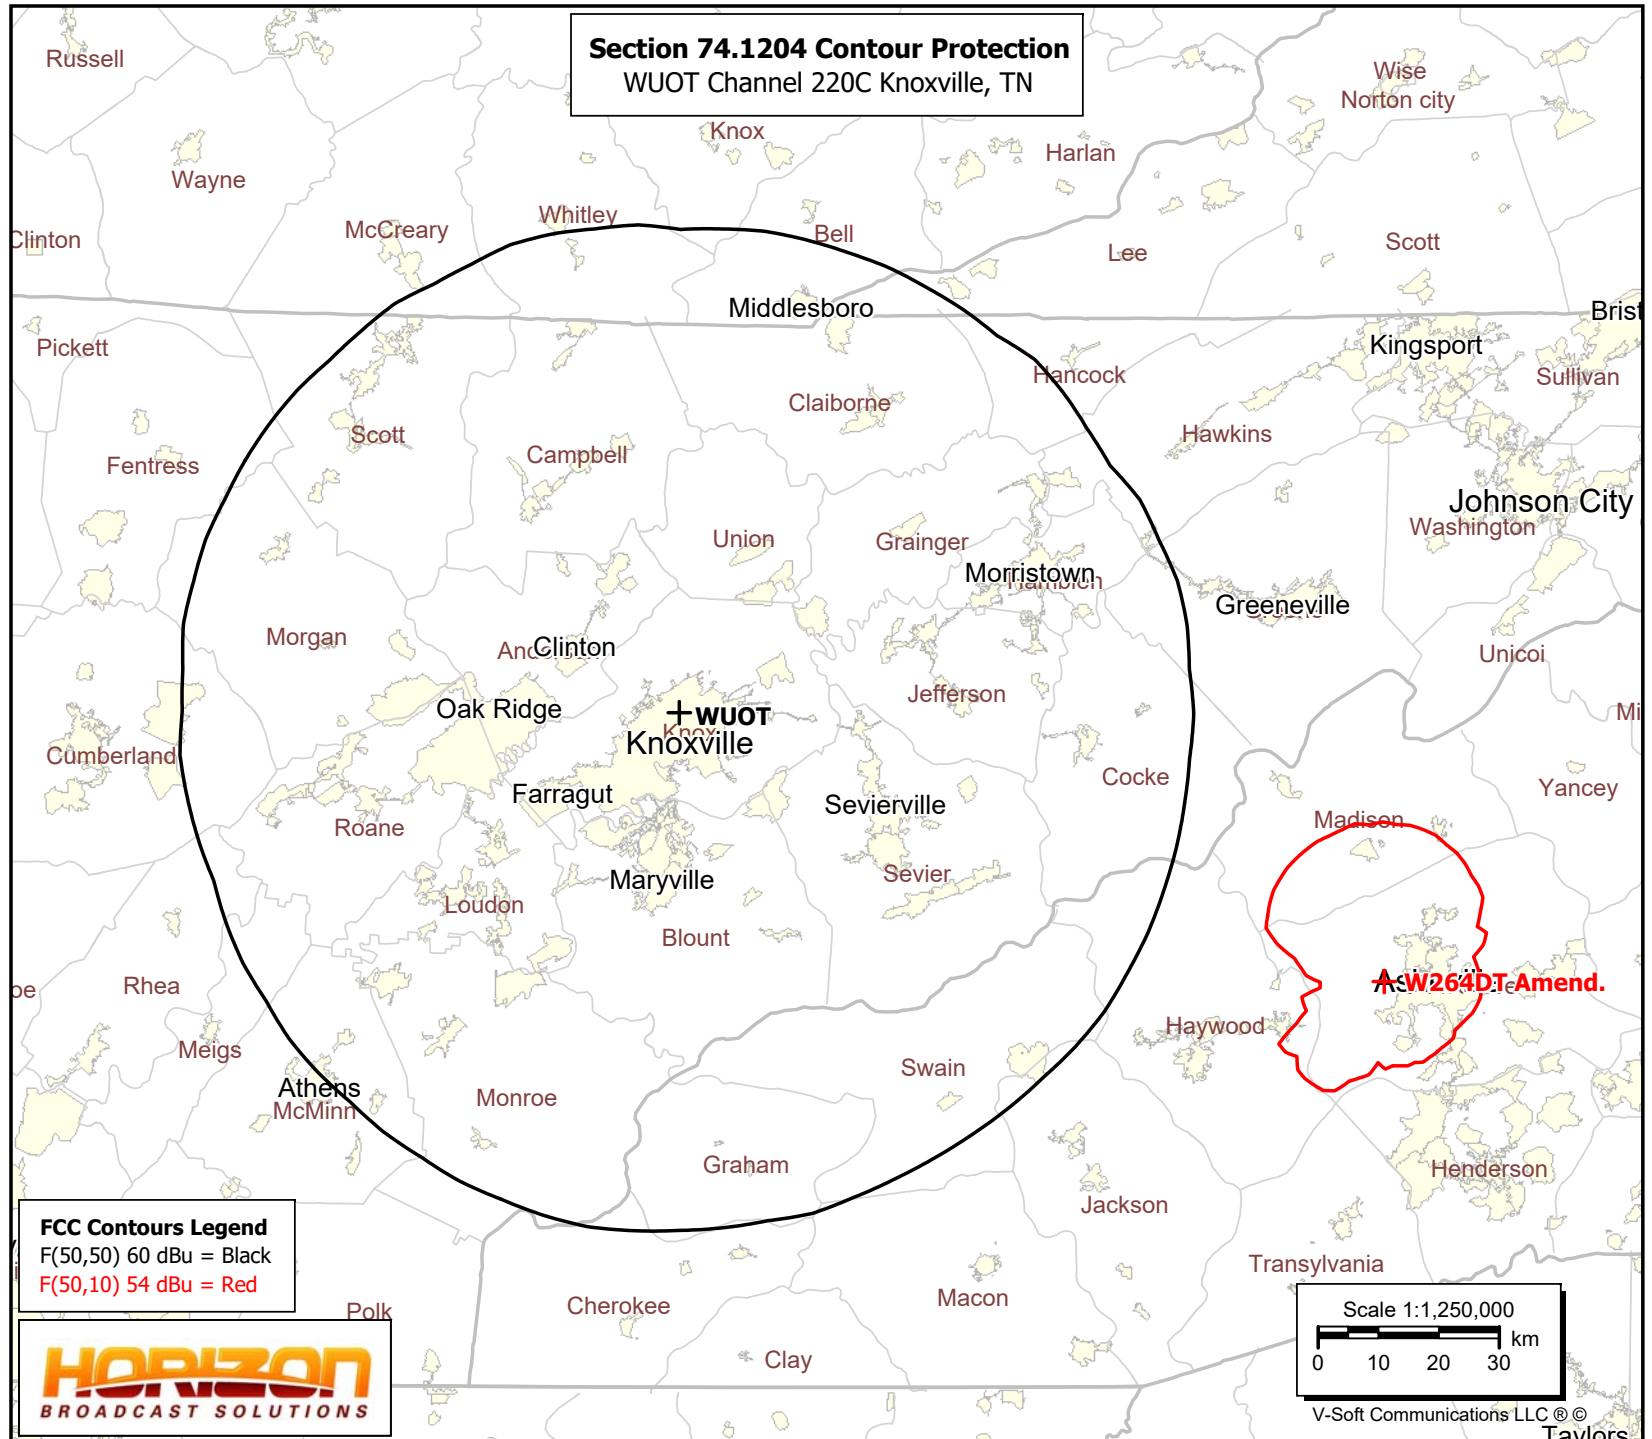 Section 74.1204 Contour Protection
WUOT Channel 220C Knoxville, TN
Russell
Wise
Norton city
Knox
Harlan
Wayne
Whitley
McCreary
Bell
Clinton
Lee
Scott
Middlesboro
Brist
Pickett
Kingsport
Hancock
Sullivan
Claiborne
Scott
Hawkins
Fentress
Campbell
Johnson City
Washington
Union
Grainger
Morristown
Greeneville
Morgan
Clinton
Unicoi
Jefferson
Oak Ridge
WUOT
Knox
Knoxville
Mi
Cumberland
Cocke
Yancey
Farragut
Sevierville
Madison
Roane
Maryville
Sevier
Loudon
Blount
Rhea
oe
W264DT Amend.
Haywood
Meigs
Swain
Athens
McMinn
Monroe
Graham
Henderson
Jackson
Transylvania
FCC Contours Legend
F(50,50) 60 dBu = Black
F(50,10) 54 dBu = Red
Polk
Cherokee
Macon
Clay
Scale 1:1,250,000
km
0 10 20 30
HORIZON
BROADCAST SOLUTIONS
V-Soft Communications LLC ® ©
Taylors